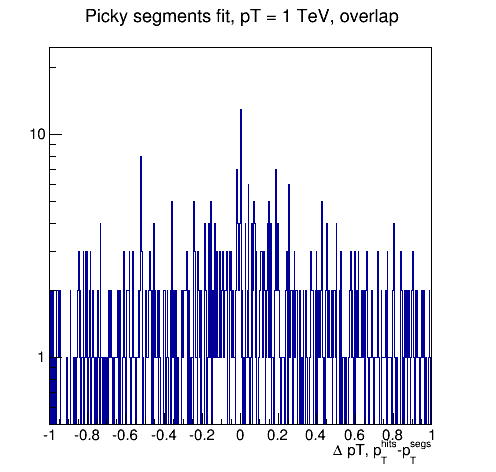 Picky segments fit, pT = 1 TeV, overlap
10
1
-1 -0.8 -0.6 -0.4 -0.2 0 0.2 0.4 0.6 0.8 1
Δ pT, p_T^hits-p_T^segs